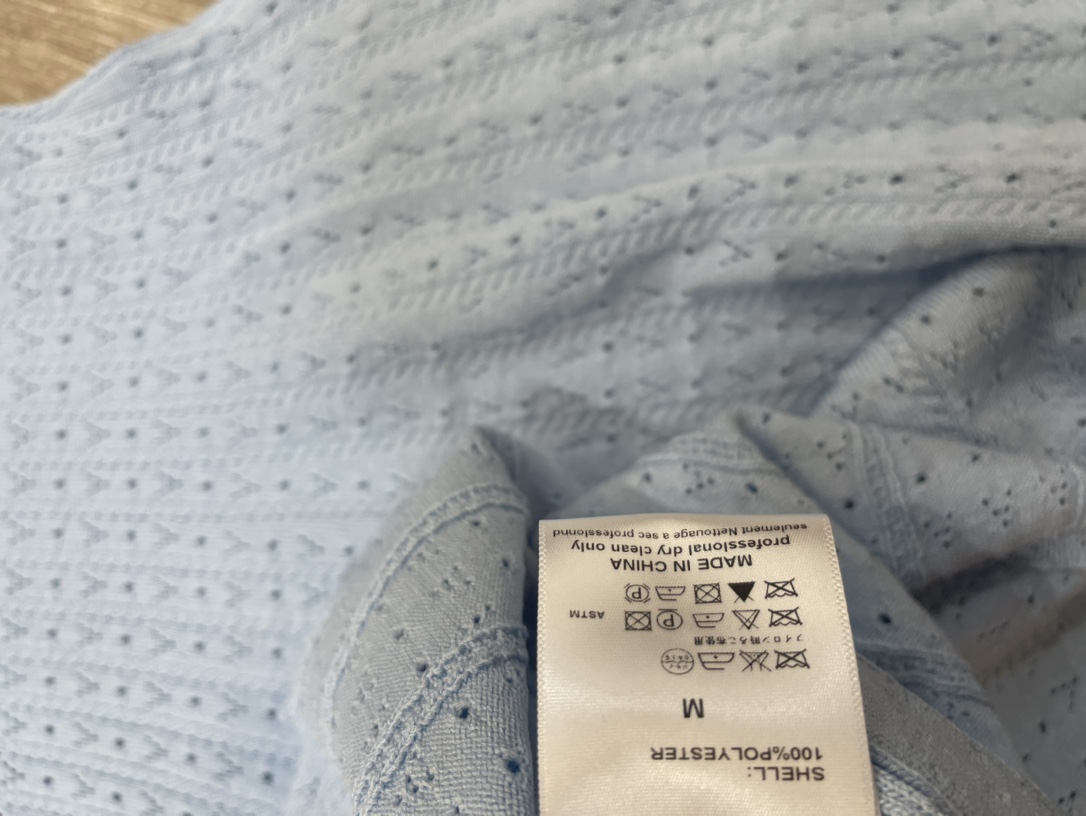 SHELL:
100%POLYESTER
M
P ASTM
P
MADE IN CHINA
professional dry clean only
seulement Nettouage a sec professionnd